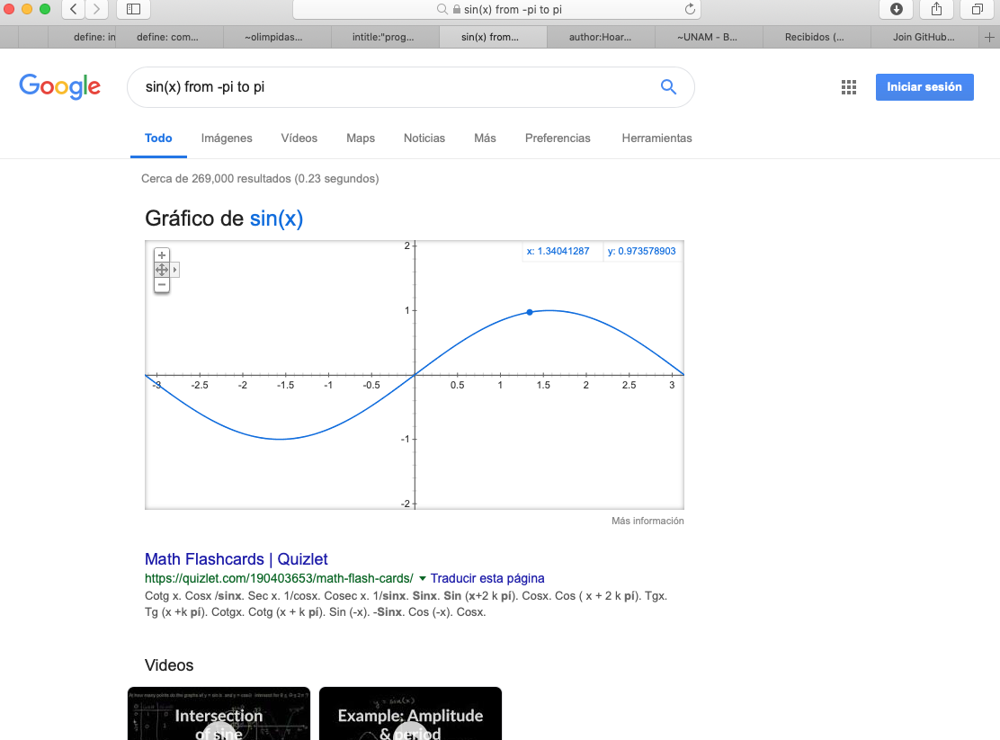 sin(x) from -pi to pi
define: in
define: com...
~olimpidas...
intitle:"prog...
sin(x) from...
author:Hoar...
~UNAM - B...
Recibidos (...
Join GitHub...
Google
sin(x) from -pi to pi
Iniciar sesión
Todo Imágenes Vídeos Maps Noticias Más Preferencias Herramientas
Cerca de 269,000 resultados (0.23 segundos)
Gráfico de sin(x)
x: 1.34041287 y: 0.973578903
2
1
-3 -2.5 -2 -1.5 -1 -0.5 0.5 1 1.5 2 2.5 3
-1
-2
Más información
Math Flashcards | Quizlet
https://quizlet.com/190403653/math-flash-cards/ Traducir esta página
Cotg x. Cosx /sinx. Sec x. 1/cosx. Cosec x. 1/sinx. Sinx. Sin (x+2 k pí). Cosx. Cos ( x + 2 k pí). Tgx.
Tg (x +k pí). Cotgx. Cotg (x + k pí). Sin (-x). -Sinx. Cos (-x). Cosx.
Videos
Intersection
of sine
y = sin(x)
Example: Amplitude
& period